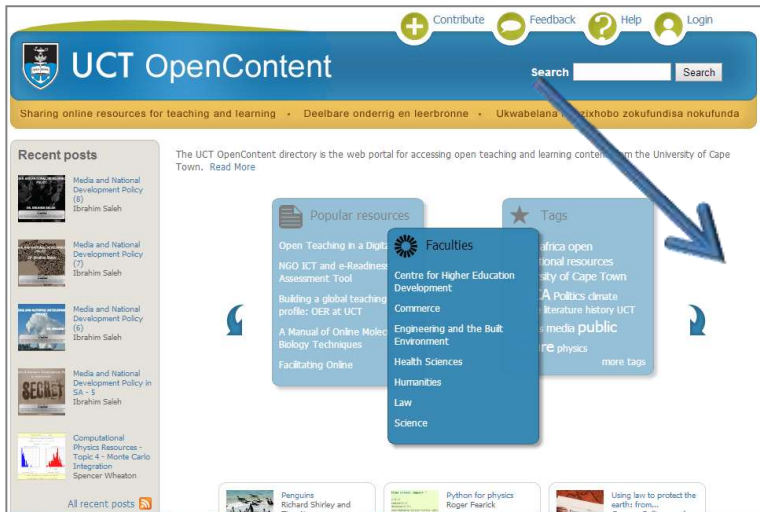 Contribute
Feedback
Help
Login
UCT OpenContent
Search
Search
Sharing online resources for teaching and learning • Deelbare onderrig en leerbronne • Ukwabelana zixhobo zokufundisa nokufunda
Recent posts
Media and National
Development Policy
(8)
Ibrahim Saleh
Media and National
Development Policy
(7)
Ibrahim Saleh
Media and National
Development Policy
(6)
Ibrahim Saleh
Media and National
Development Policy in
SA - 5
Ibrahim Saleh
SECRET
Computational
Physics Resources -
Topic 4 - Monte Carlo
Integration
Spencer Wheaton
All recent posts
The UCT OpenContent directory is the web portal for accessing open teaching and learning content from the University of Cape
Town. Read More
Popular resources
Open Teaching in a
NGO ICT and e-Readiness
Assessment Tool
Building a global teaching
profile: OER at UCT
A Manual of Online
Biology Techniques
Facilitating Online
Faculties
Centre for Higher Education
Development
Commerce
Engineering and the Built
Environment
Health Sciences
Humanities
Law
Science
Tags
africa open
resources
of Cape Town
Politics climate
literature history UCT
media public
physics
more tags
Penguins
Richard Shirley and
Python for physics
Roger Fearick
Using law to protect the
earth: from...